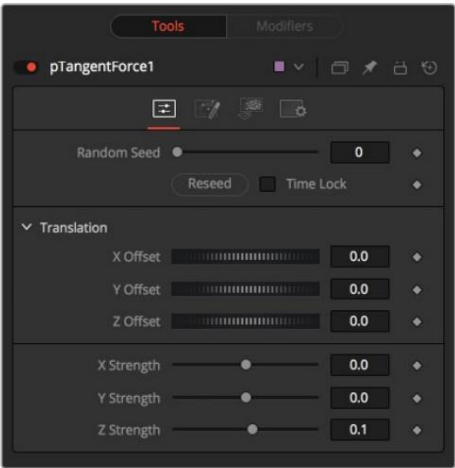 Tools Modifiers
pTangentForce1
Random Seed 0
Reseed Time Lock
Translation
X Offset 0.0
Y Offset 0.0
Z Offset 0.0
X Strength 0.0
Y Strength 0.0
Z Strength 0.1